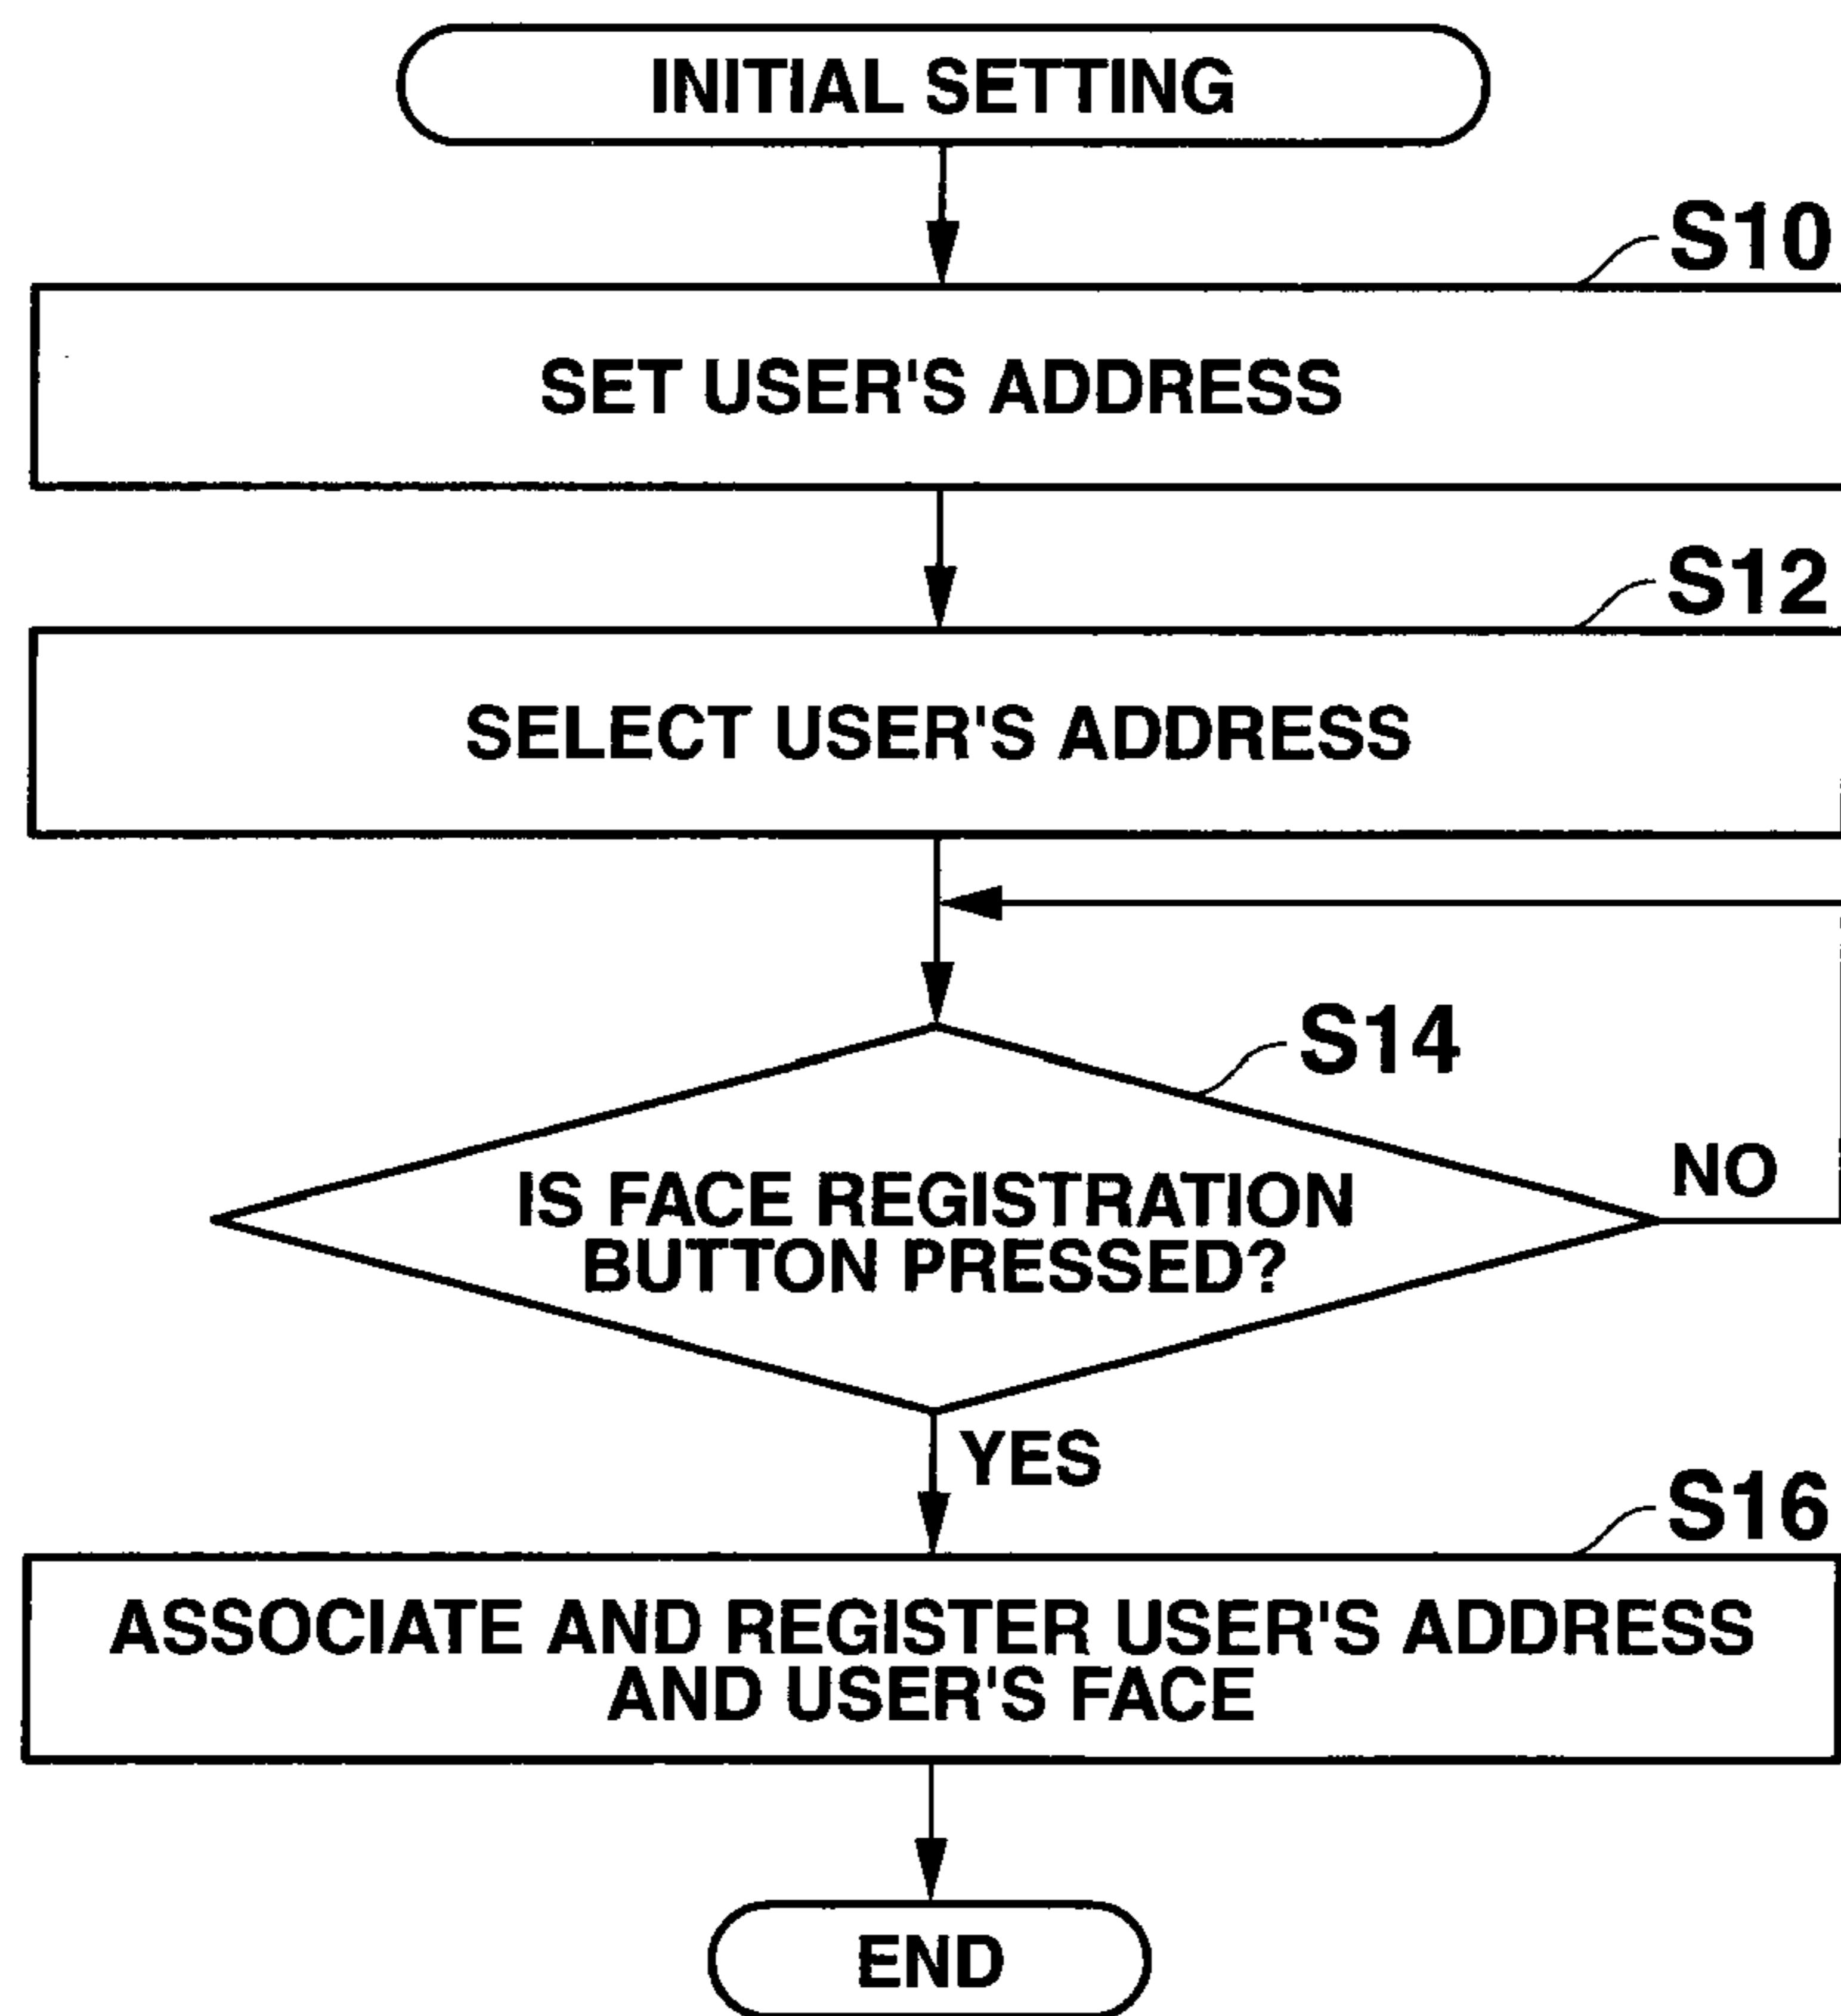 INITIAL SETTING
S10
SET USER'S ADDRESS
S12
SELECT USER'S ADDRESS
S14
IS FACE REGISTRATION
BUTTON PRESSED?
NO
YES
S16
ASSOCIATE AND REGISTER USER'S ADDRESS
AND USER'S FACE
END